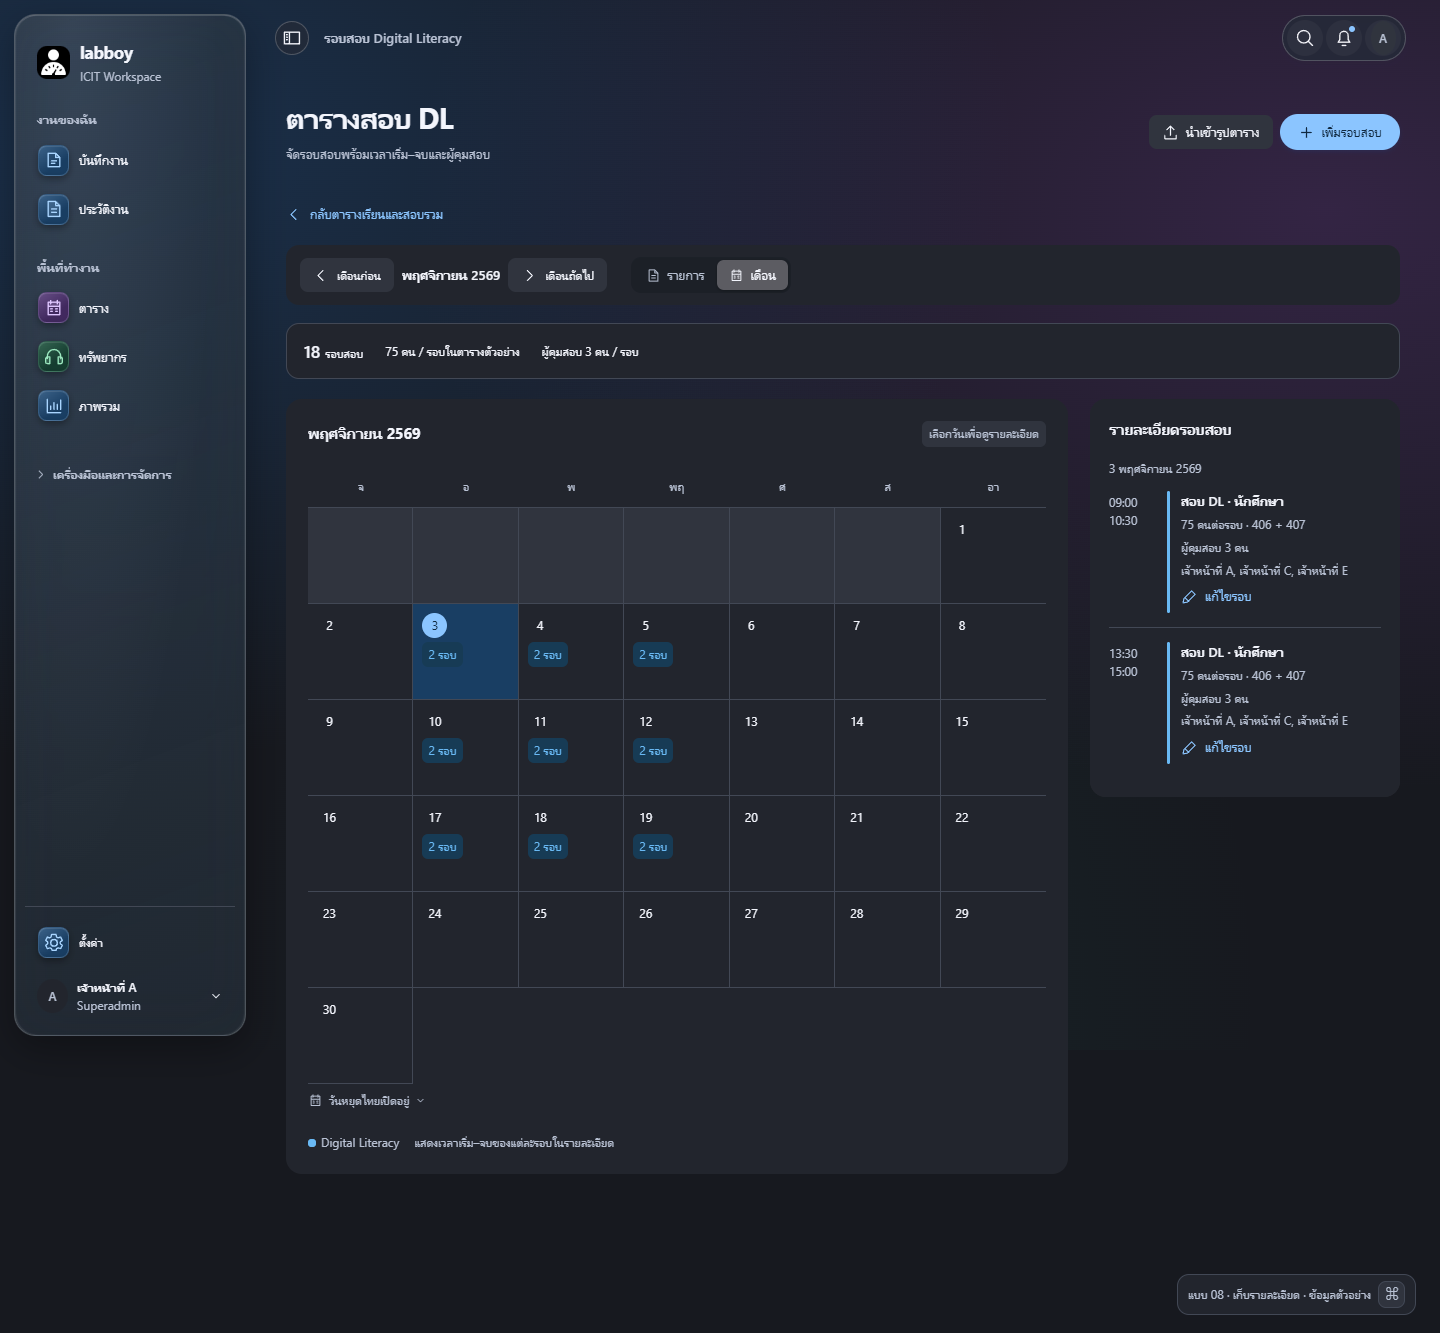 labboy
ICIT Workspace
งานของฉัน
บันทึกงาน
ประวัติงาน
พื้นที่ทำงาน
ตาราง
ทรัพยากร
ภาพรวม
เครื่องมือและการจัดการ
ตั้งค่า
A
เจ้าหน้าที่ A
Superadmin
รอบสอบ Digital Literacy
A
ตารางสอบ DL
จัดรอบสอบพร้อมเวลาเริ่ม–จบและผู้คุมสอบ
นำเข้ารูปตาราง
เพิ่มรอบสอบ
กลับตารางเรียนและสอบรวม
เดือนก่อน พฤศจิกายน 2569 เดือนถัดไป รายการ เดือน
18 รอบสอบ 75 คน / รอบในตารางตัวอย่าง ผู้คุมสอบ 3 คน / รอบ
พฤศจิกายน 2569
เลือกวันเพื่อดูรายละเอียด
จ อ พ พฤ ศ ส อา
1
2 3 4 5 6 7 8
2 รอบ 2 รอบ 2 รอบ
9 10 11 12 13 14 15
2 รอบ 2 รอบ 2 รอบ
16 17 18 19 20 21 22
2 รอบ 2 รอบ 2 รอบ
23 24 25 26 27 28 29
30
วันหยุดไทยเปิดอยู่
Digital Literacy แสดงเวลาเริ่ม–จบของแต่ละรอบในรายละเอียด
รายละเอียดรอบสอบ
3 พฤศจิกายน 2569
09:00
10:30
สอบ DL · นักศึกษา
75 คนต่อรอบ · 406 + 407
ผู้คุมสอบ 3 คน
เจ้าหน้าที่ A, เจ้าหน้าที่ C, เจ้าหน้าที่ E
แก้ไขรอบ
13:30
15:00
สอบ DL · นักศึกษา
75 คนต่อรอบ · 406 + 407
ผู้คุมสอบ 3 คน
เจ้าหน้าที่ A, เจ้าหน้าที่ C, เจ้าหน้าที่ E
แก้ไขรอบ
แบบ 08 · เก็บรายละเอียด · ข้อมูลตัวอย่าง ⌘